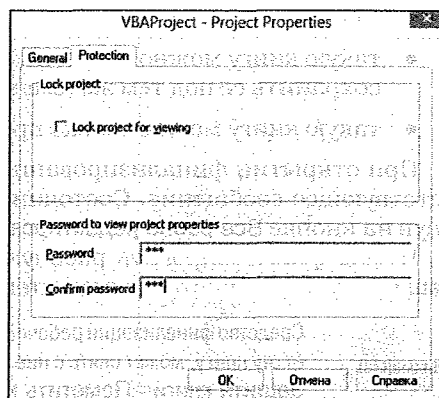 VBAProject - Project Properties
General Protection
Lock project
Lock project for viewing
Password to view project properties
Password ***
Confirm password ***
OK Отмена Справка